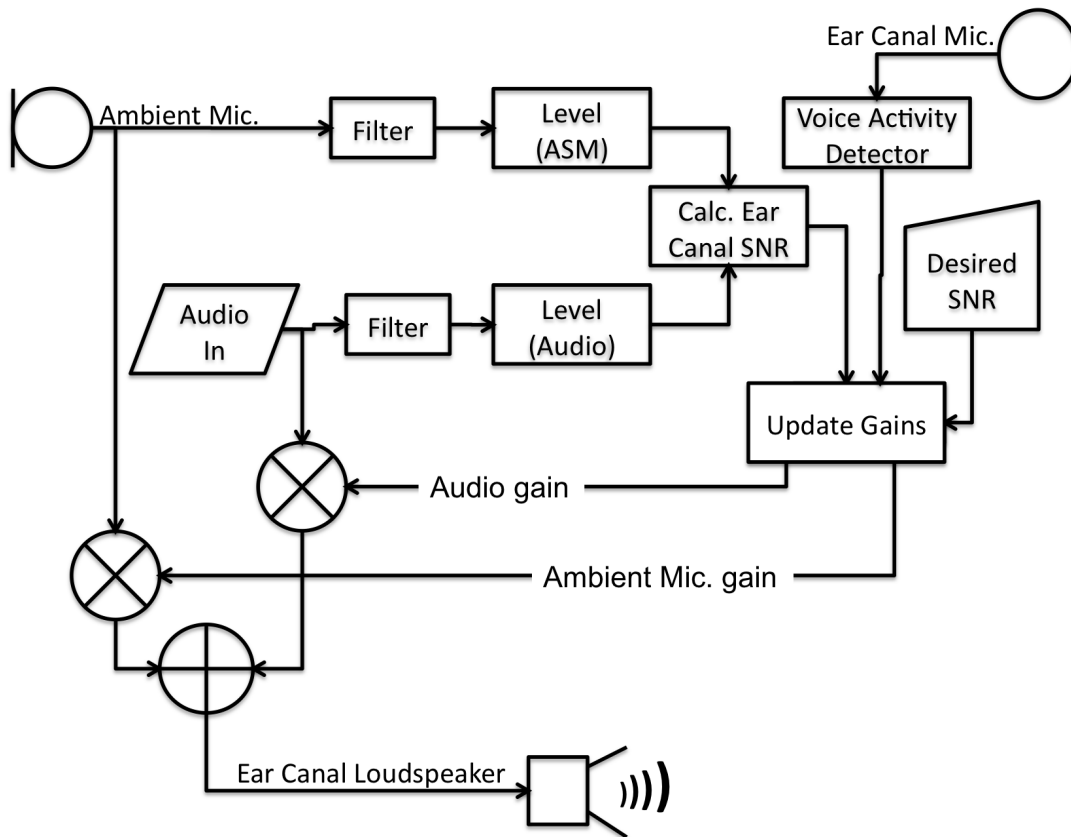 Ear Canal Mic.
Ambient Mic.
Filter
Level
(ASM)
Voice Activity
Detector
Calc. Ear
Canal SNR
Desired
SNR
Audio
In
Filter
Level
(Audio)
Update Gains
Audio gain
Ambient Mic. gain
Ear Canal Loudspeaker